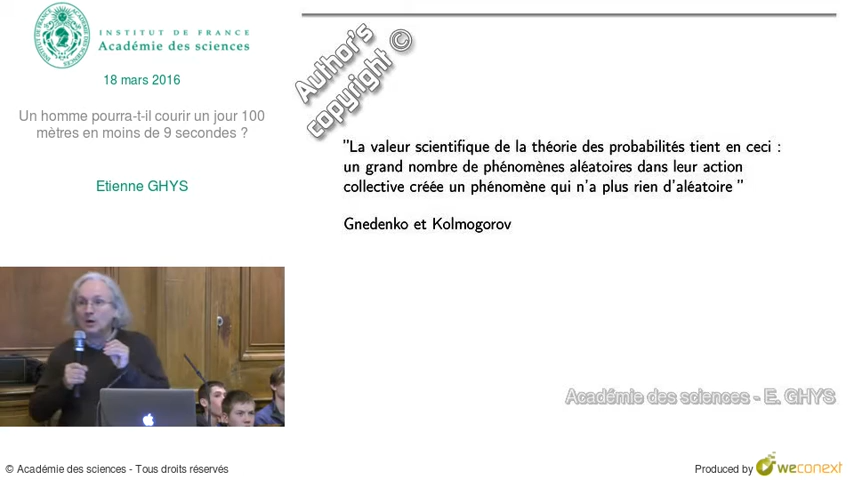 INSTITUT DE FRANCE
Académie des sciences
18 mars 2016
Un homme pourra-t-il courir un jour 100
mètres en moins de 9 secondes ?
Etienne GHYS
Author's
copyright ©
"La valeur scientifique de la théorie des probabilités tient en ceci :
un grand nombre de phénomènes aléatoires dans leur action
collective créée un phénomène qui n'a plus rien d'aléatoire "
Gnedenko et Kolmogorov
Académie des sciences - E. GHYS
© Académie des sciences - Tous droits réservés
Produced by weconext